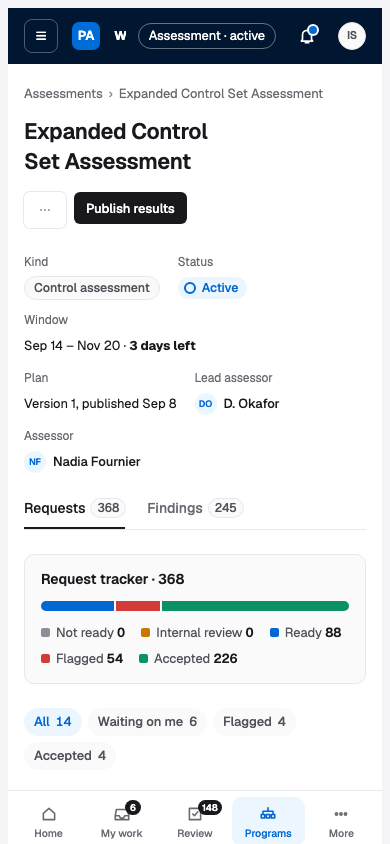 PA W Assessment · active IS
Assessments › Expanded Control Set Assessment
Expanded Control
Set Assessment
··· Publish results
Kind Status
Control assessment Active
Window
Sep 14 – Nov 20 · 3 days left
Plan Lead assessor
Version 1, published Sep 8 DO D. Okafor
Assessor
NF Nadia Fournier
Requests 368 Findings 245
Request tracker · 368
Not ready 0 Internal review 0 Ready 88
Flagged 54 Accepted 226
All 14 Waiting on me 6 Flagged 4
Accepted 4
6 148
Home My work Review Programs More